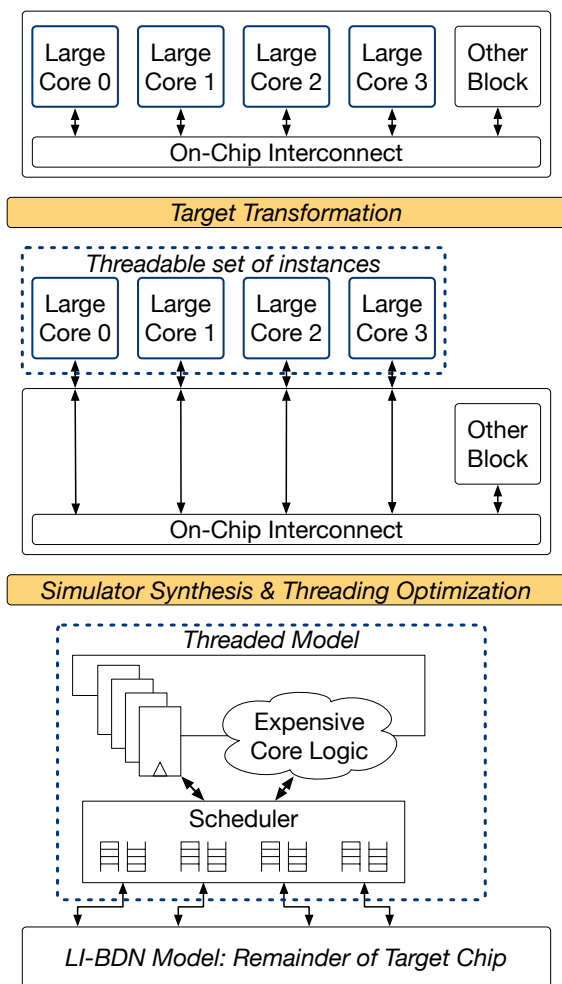 Large Core 0
Large Core 1
Large Core 2
Large Core 3
Other Block
On-Chip Interconnect
Target Transformation
Threadable set of instances
Large Core 0
Large Core 1
Large Core 2
Large Core 3
Other Block
On-Chip Interconnect
Simulator Synthesis & Threading Optimization
Threaded Model
Expensive
Core Logic
Scheduler
LI-BDN Model: Remainder of Target Chip